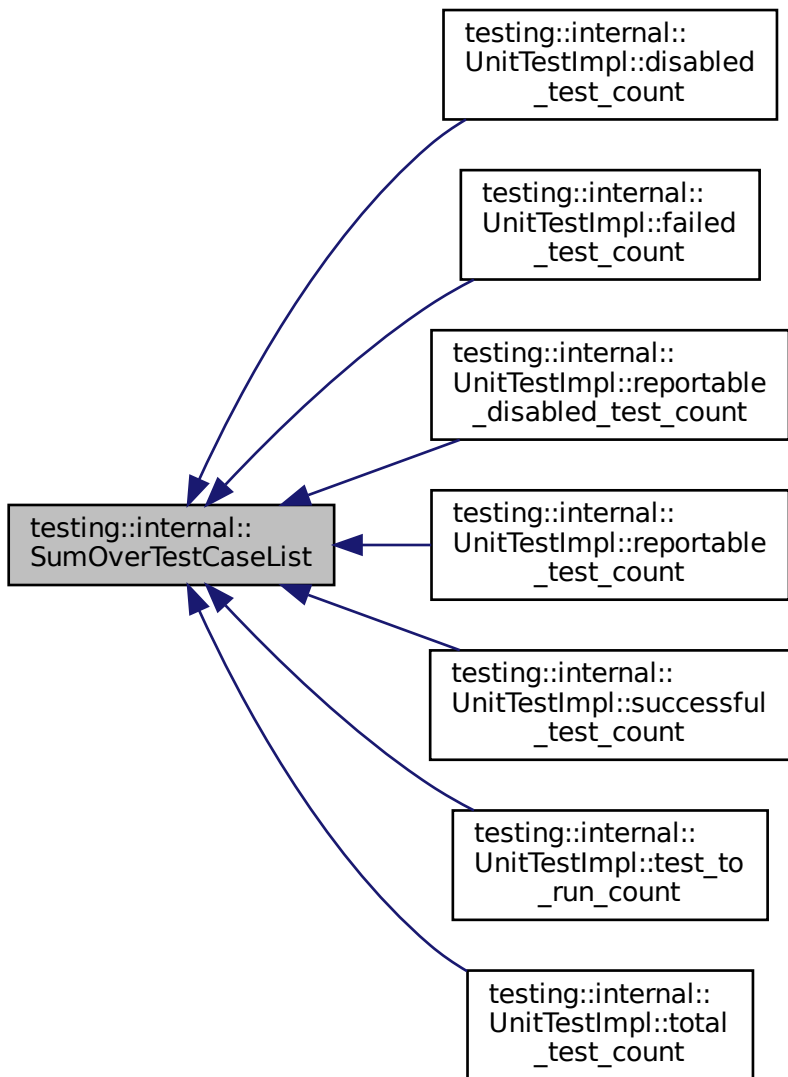 testing::internal::
UnitTestImpl::disabled
_test_count
testing::internal::
UnitTestImpl::failed
_test_count
testing::internal::
UnitTestImpl::reportable
_disabled_test_count
testing::internal::
SumOverTestCaseList
testing::internal::
UnitTestImpl::reportable
_test_count
testing::internal::
UnitTestImpl::successful
_test_count
testing::internal::
UnitTestImpl::test_to
_run_count
testing::internal::
UnitTestImpl::total
_test_count